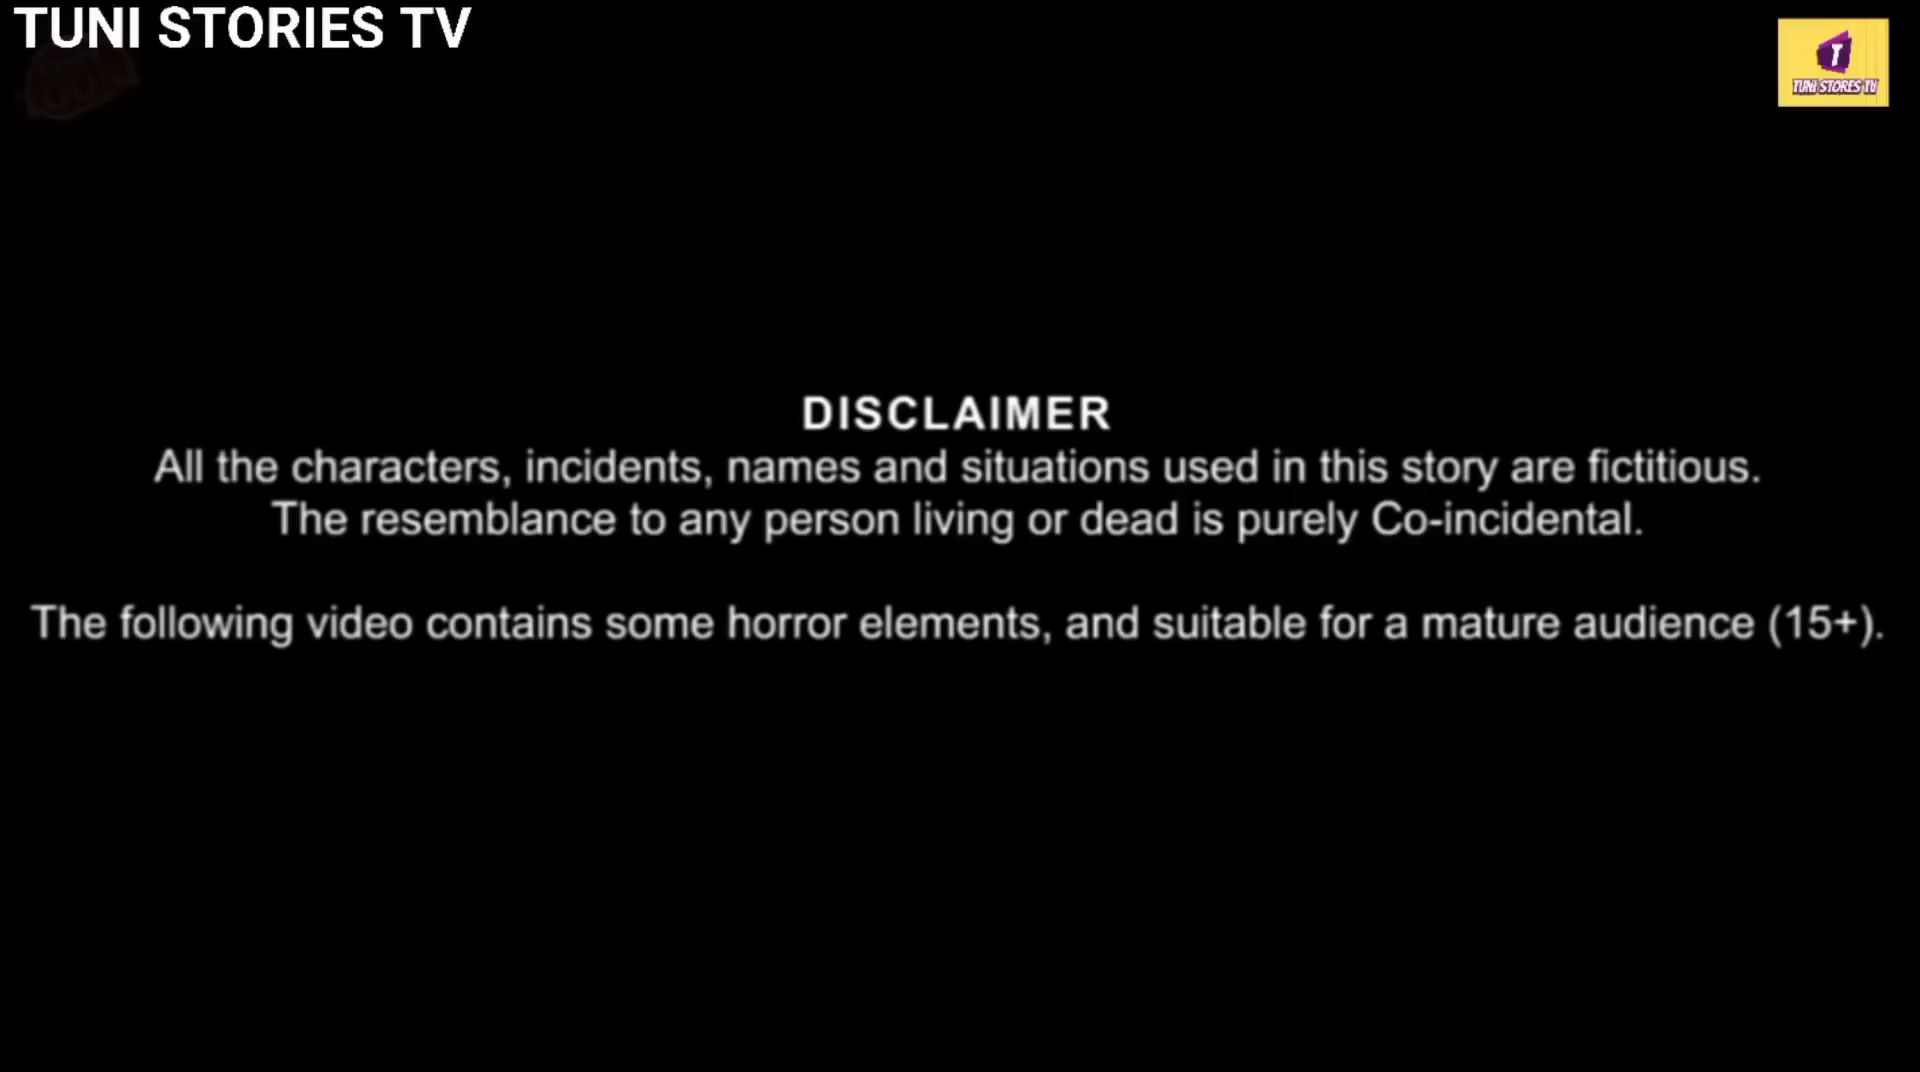 TUNI STORIES TV
T
TUNI STORES TV
DISCLAIMER
All the characters, incidents, names and situations used in this story are fictitious.
The resemblance to any person living or dead is purely Co-incidental.
The following video contains some horror elements, and suitable for a mature audience (15+).